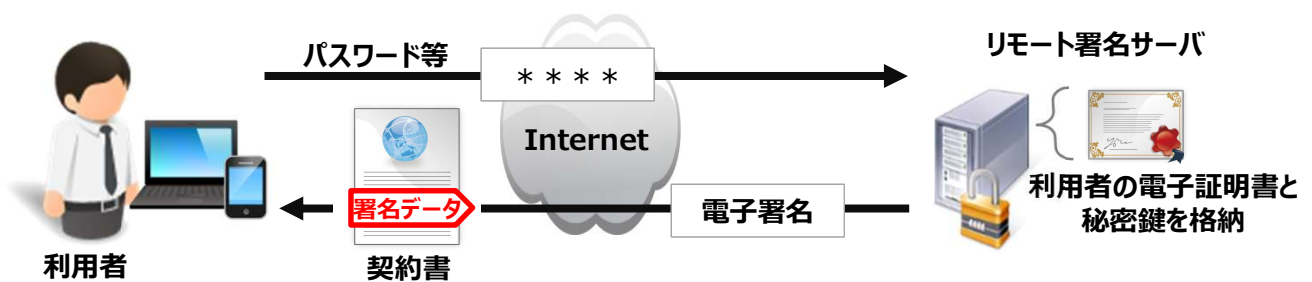 パスワード等
＊＊＊＊
リモート署名サーバ
Internet
利用者の電子証明書と
秘密鍵を格納
署名データ
電子署名
利用者
契約書